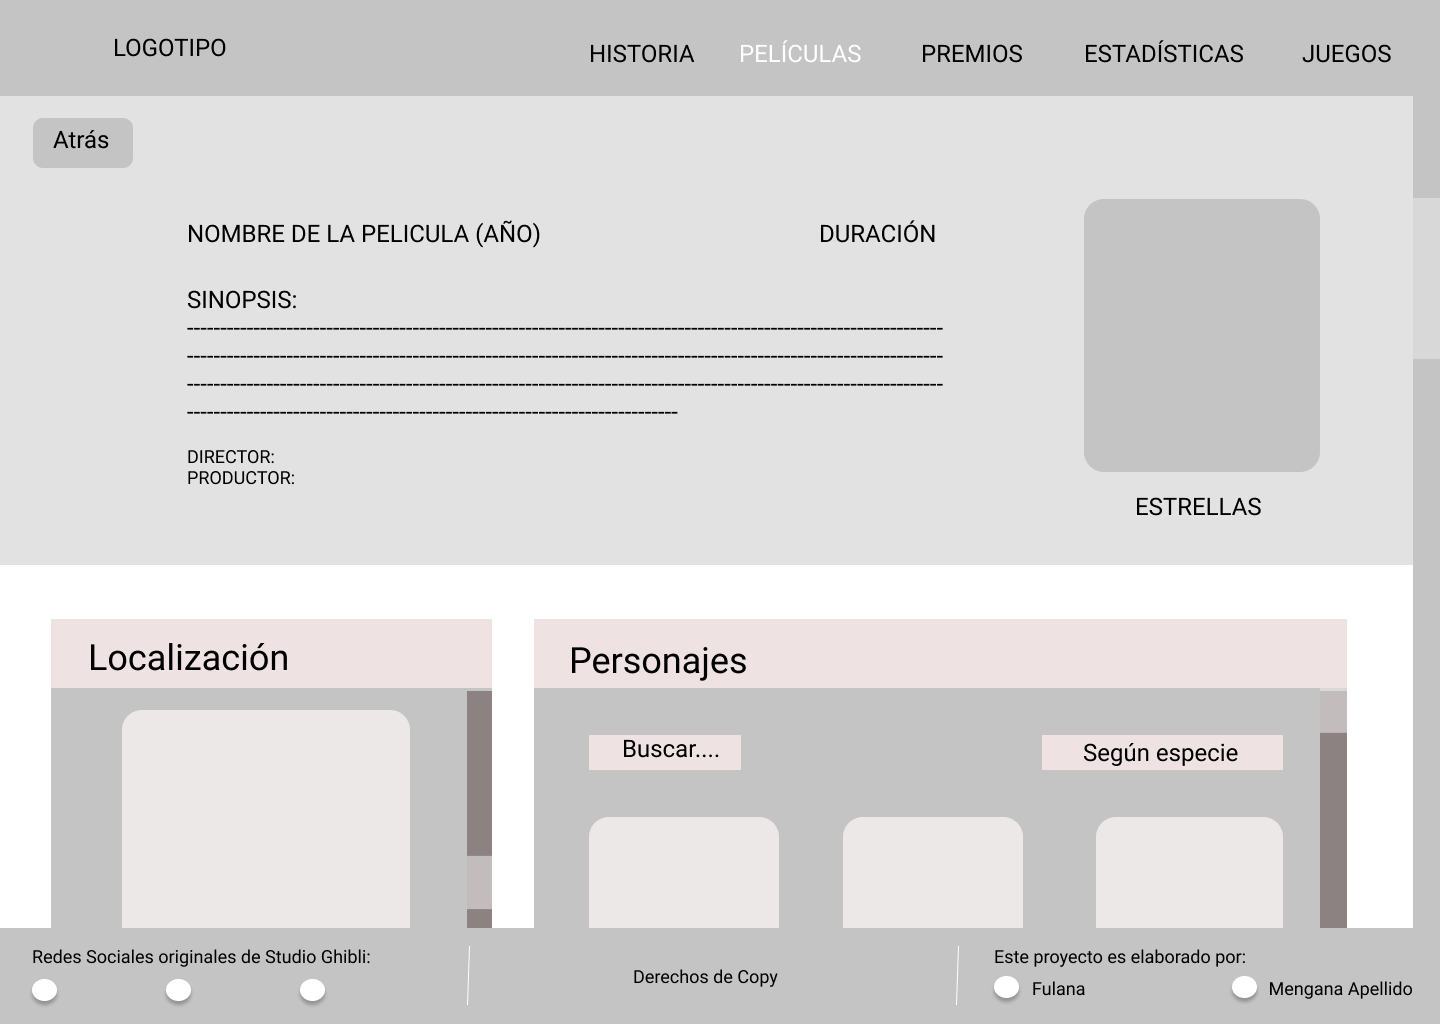 LOGOTIPO
HISTORIA PELÍCULAS PREMIOS ESTADÍSTICAS JUEGOS
Atrás
NOMBRE DE LA PELICULA (AÑO) DURACIÓN
SINOPSIS:
DIRECTOR:
PRODUCTOR:
ESTRELLAS
Localización
Personajes
Buscar....
Según especie
Redes Sociales originales de Studio Ghibli:
Derechos de Copy
Este proyecto es elaborado por:
Fulana Mengana Apellido